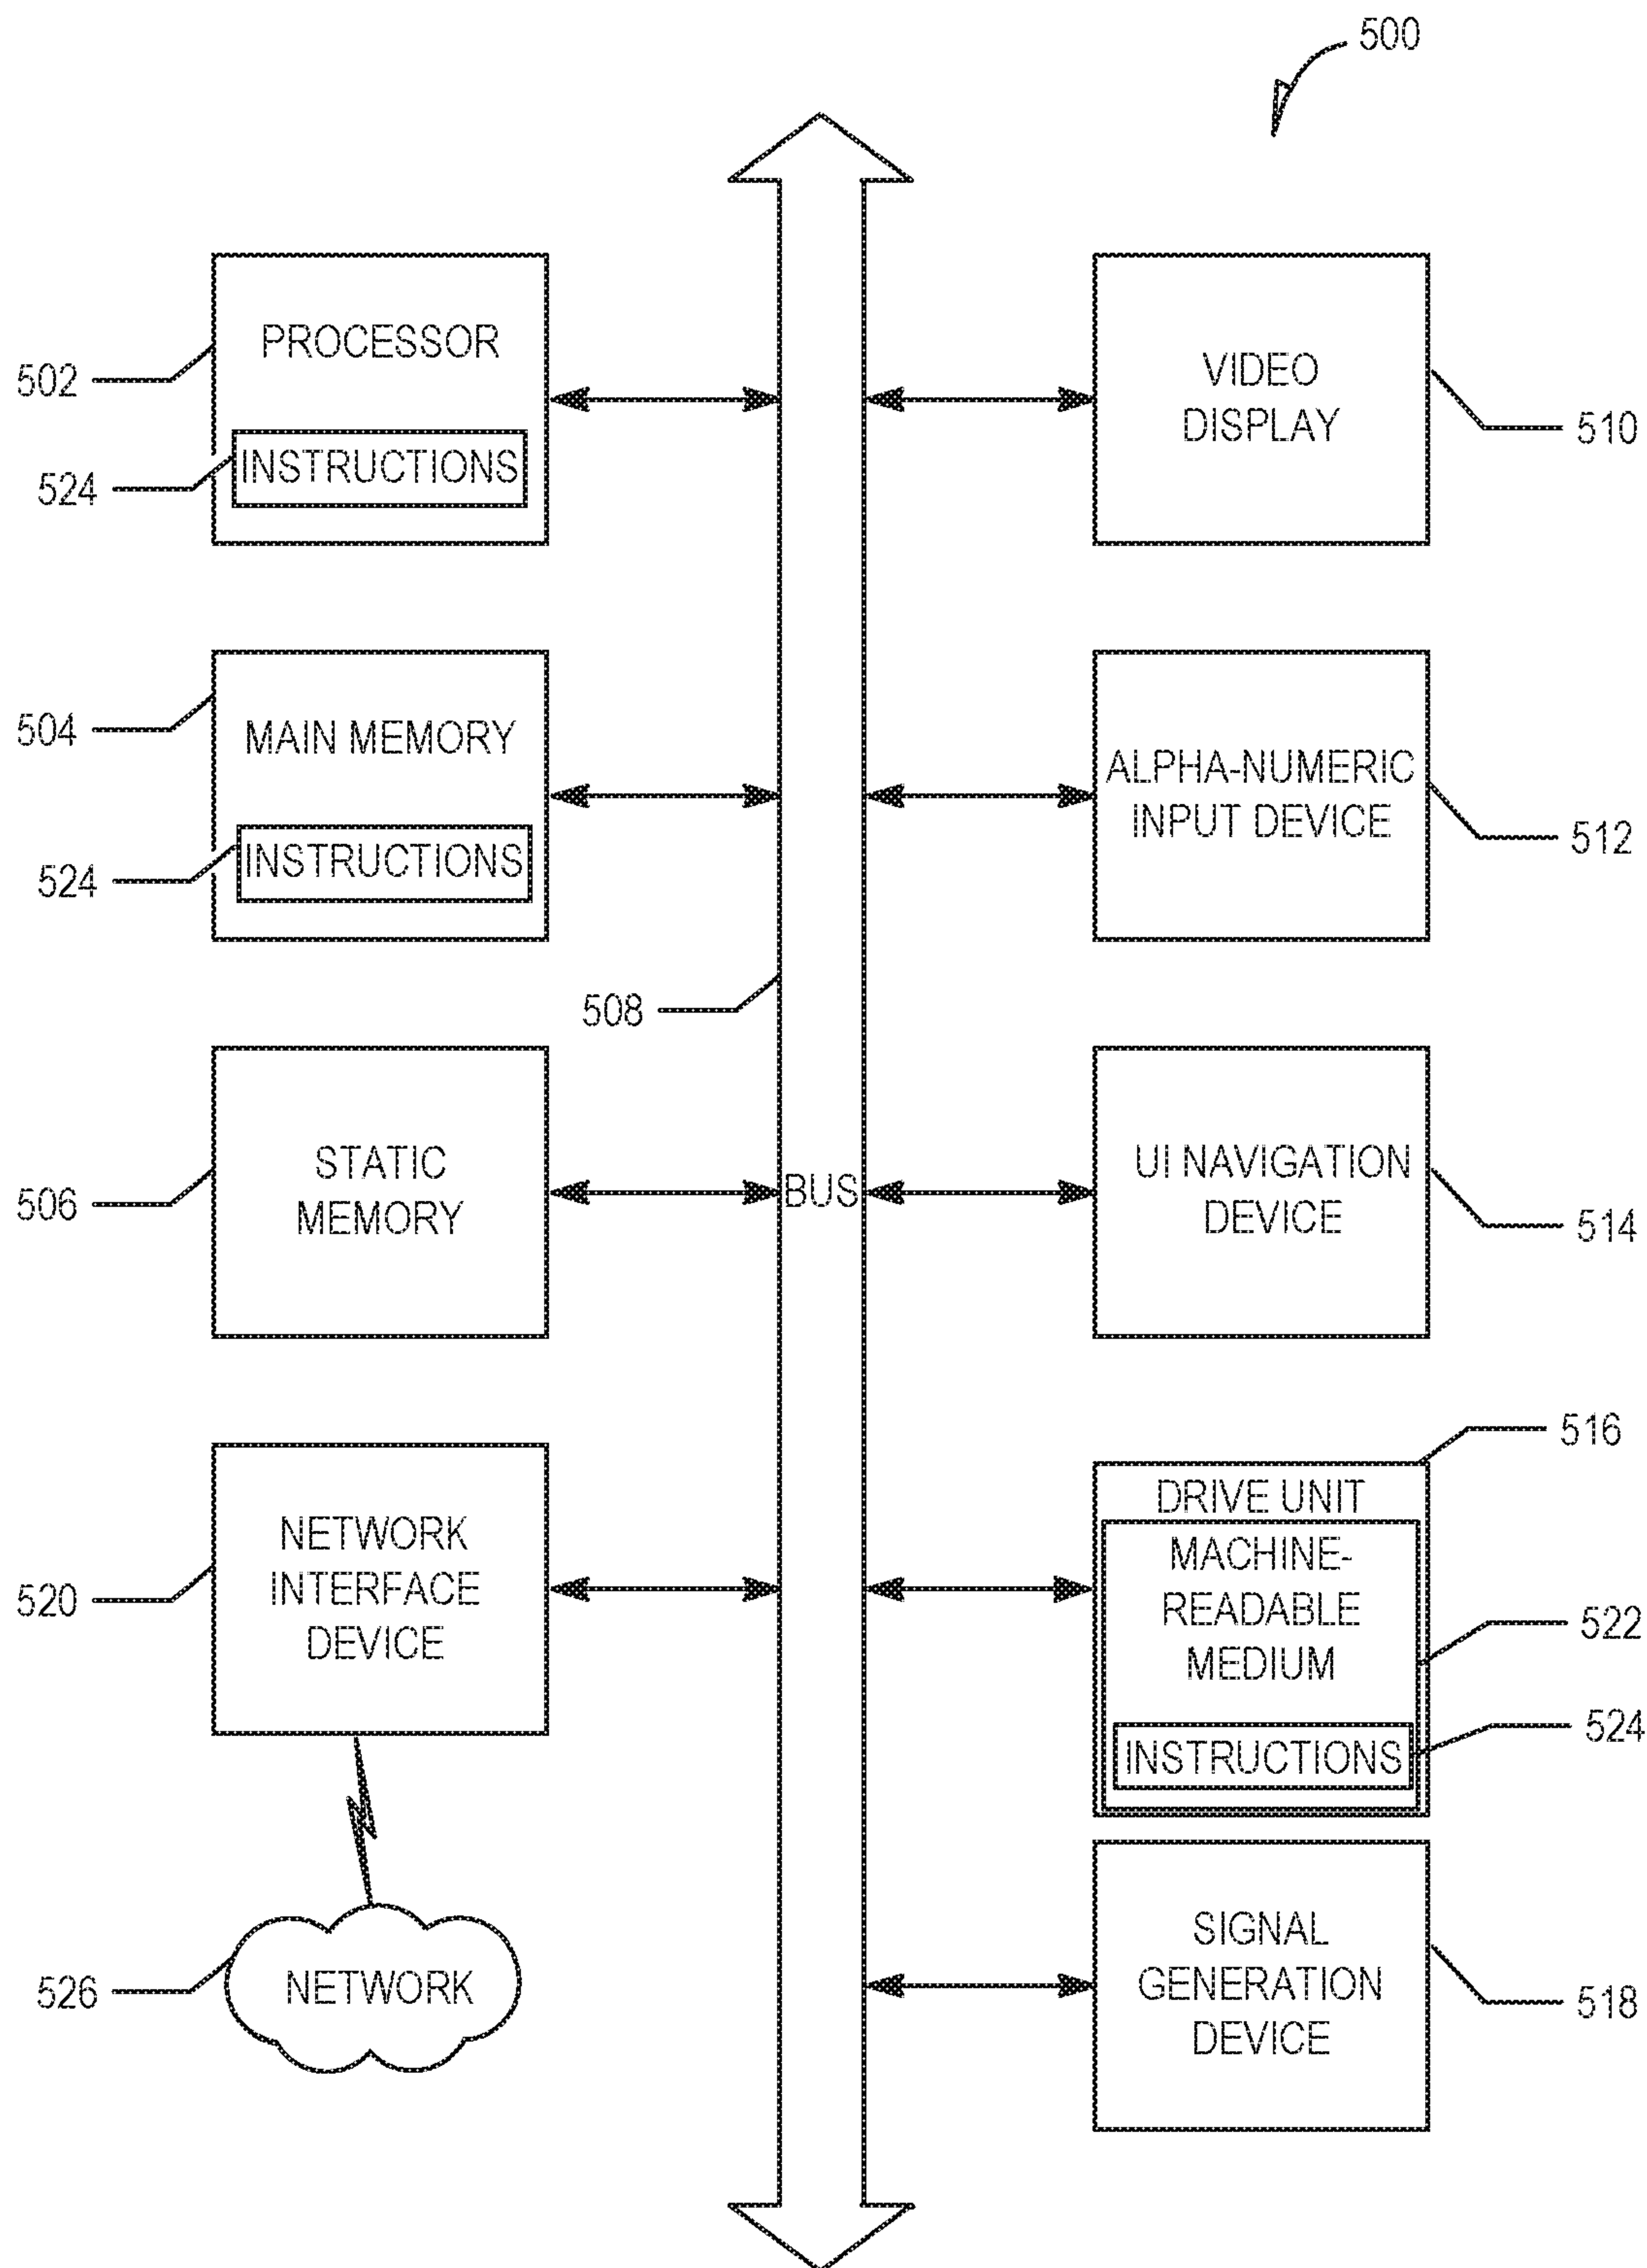 500
PROCESSOR
502
INSTRUCTIONS
524
VIDEO
DISPLAY
510
504
MAIN MEMORY
INSTRUCTIONS
524
ALPHA-NUMERIC
INPUT DEVICE
512
508
STATIC
MEMORY
506
BUS
UI NAVIGATION
DEVICE
514
NETWORK
INTERFACE
DEVICE
520
516
DRIVE UNIT
MACHINE-
READABLE
MEDIUM
522
INSTRUCTIONS
524
NETWORK
526
SIGNAL
GENERATION
DEVICE
518